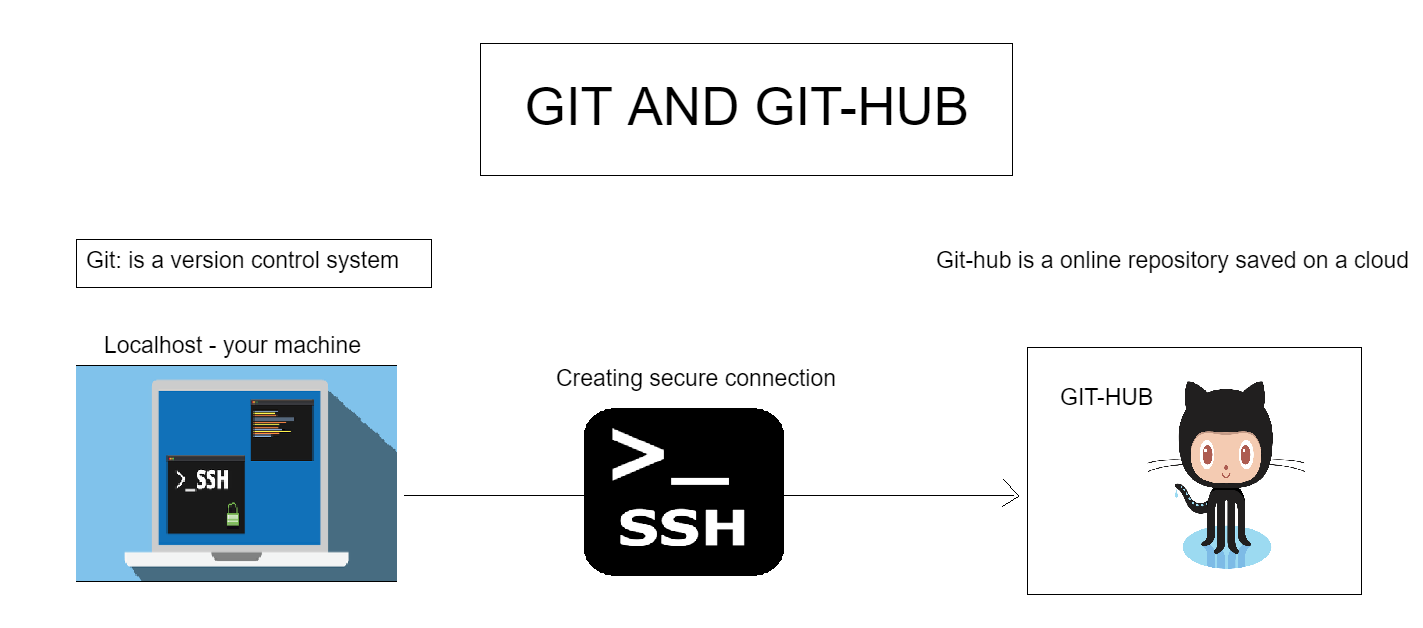 GIT AND GIT-HUB
Git: is a version control system
Git-hub is a online repository saved on a cloud
Localhost - your machine
Creating secure connection
GIT-HUB
>_SSH
>_
SSH